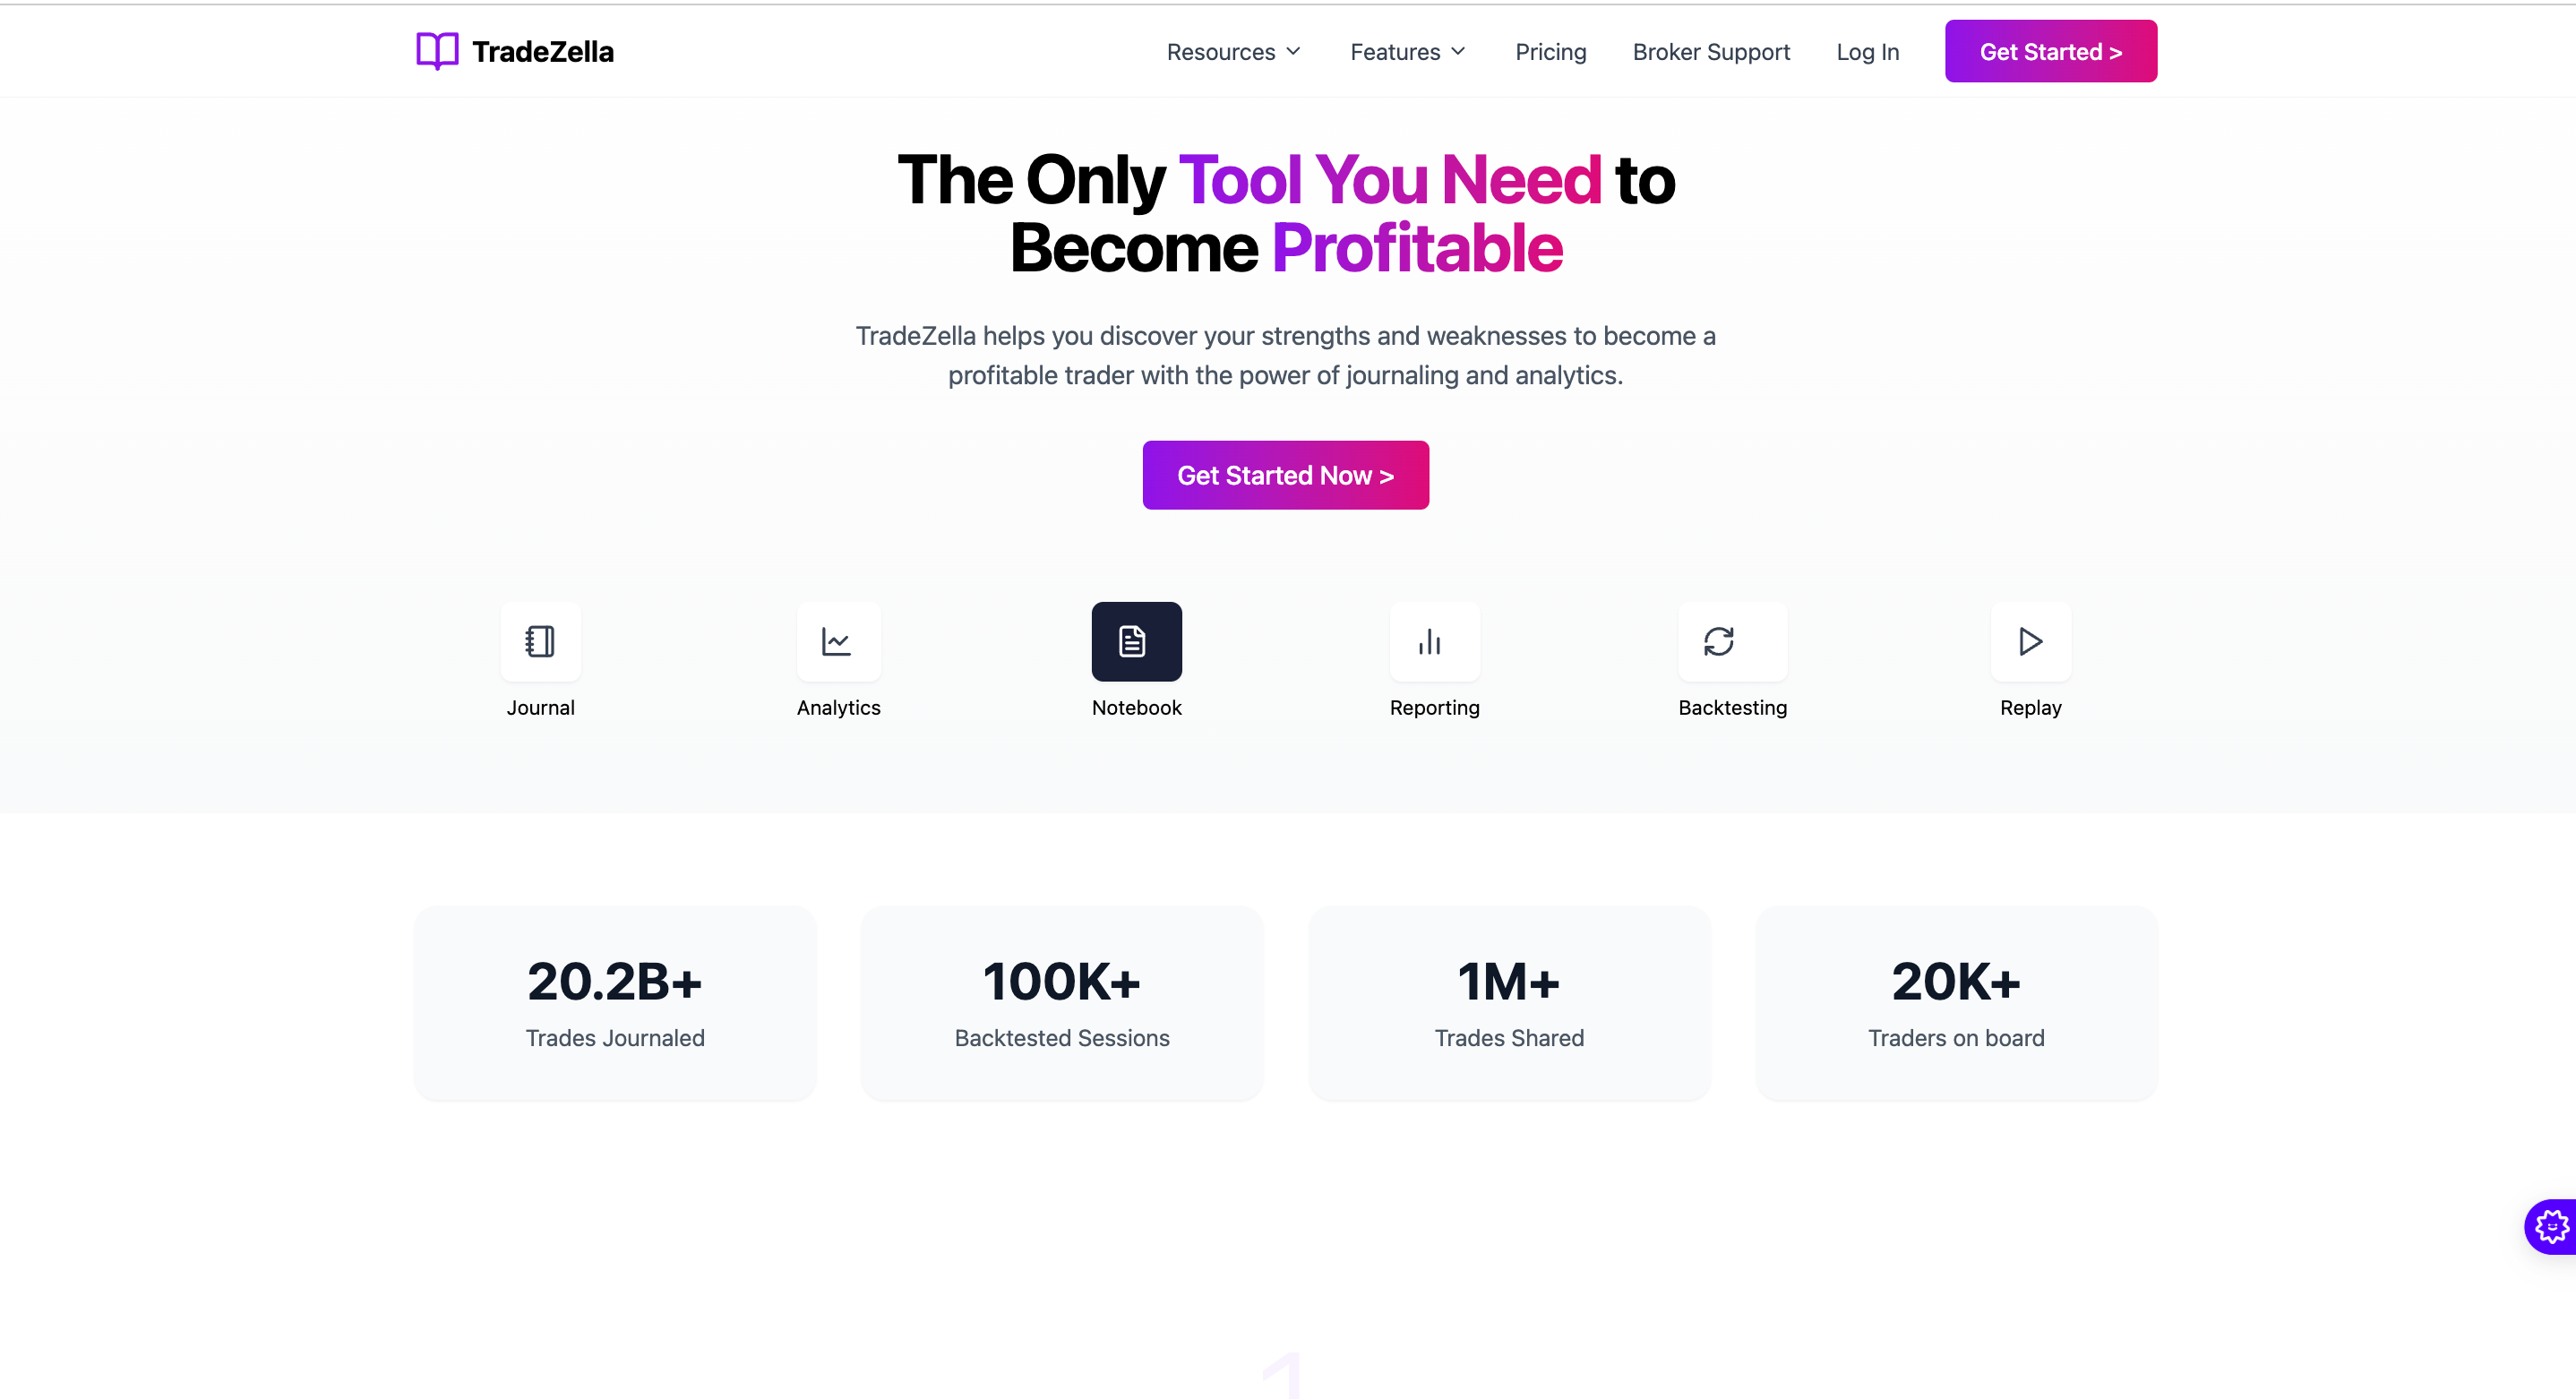 TradeZella
Resources
Features
Pricing
Broker Support
Log In
Get Started >
The Only Tool You Need to
Become Profitable
TradeZella helps you discover your strengths and weaknesses to become a
profitable trader with the power of journaling and analytics.
Get Started Now >
Journal
Analytics
Notebook
Reporting
Backtesting
Replay
20.2B+
Trades Journaled
100K+
Backtested Sessions
1M+
Trades Shared
20K+
Traders on board
1